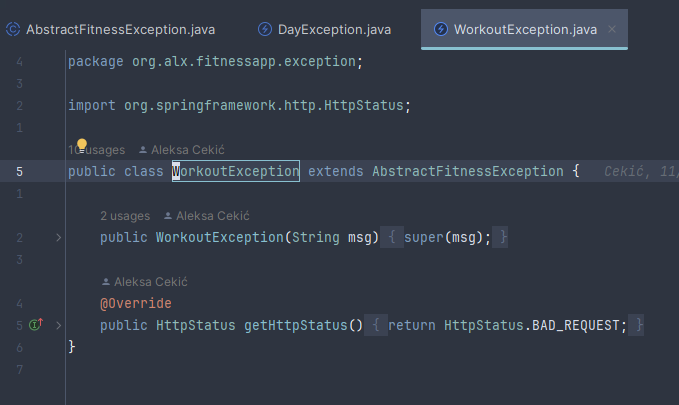 AbstractFitnessException.java DayException.java WorkoutException.java ×
4 package org.alx.fitnessapp.exception;
3
2 import org.springframework.http.HttpStatus;
1
10 usages Aleksa Cekić
5 public class WorkoutException extends AbstractFitnessException { Cekić, 11/
1
2 usages Aleksa Cekić
2 public WorkoutException(String msg) { super(msg); }
3
Aleksa Cekić
4 @Override
5 public HttpStatus getHttpStatus() { return HttpStatus.BAD_REQUEST; }
6 }
7